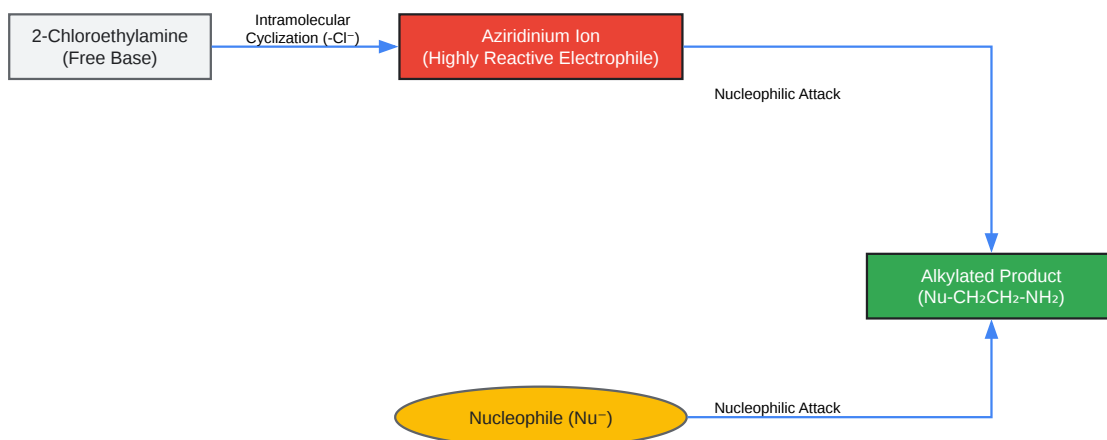 2-Chloroethylamine
(Free Base)
Intramolecular
Cyclization (-Cl⁻)
Aziridinium Ion
(Highly Reactive Electrophile)
Nucleophilic Attack
Alkylated Product
(Nu-CH₂CH₂-NH₂)
Nucleophile (Nu⁻)
Nucleophilic Attack